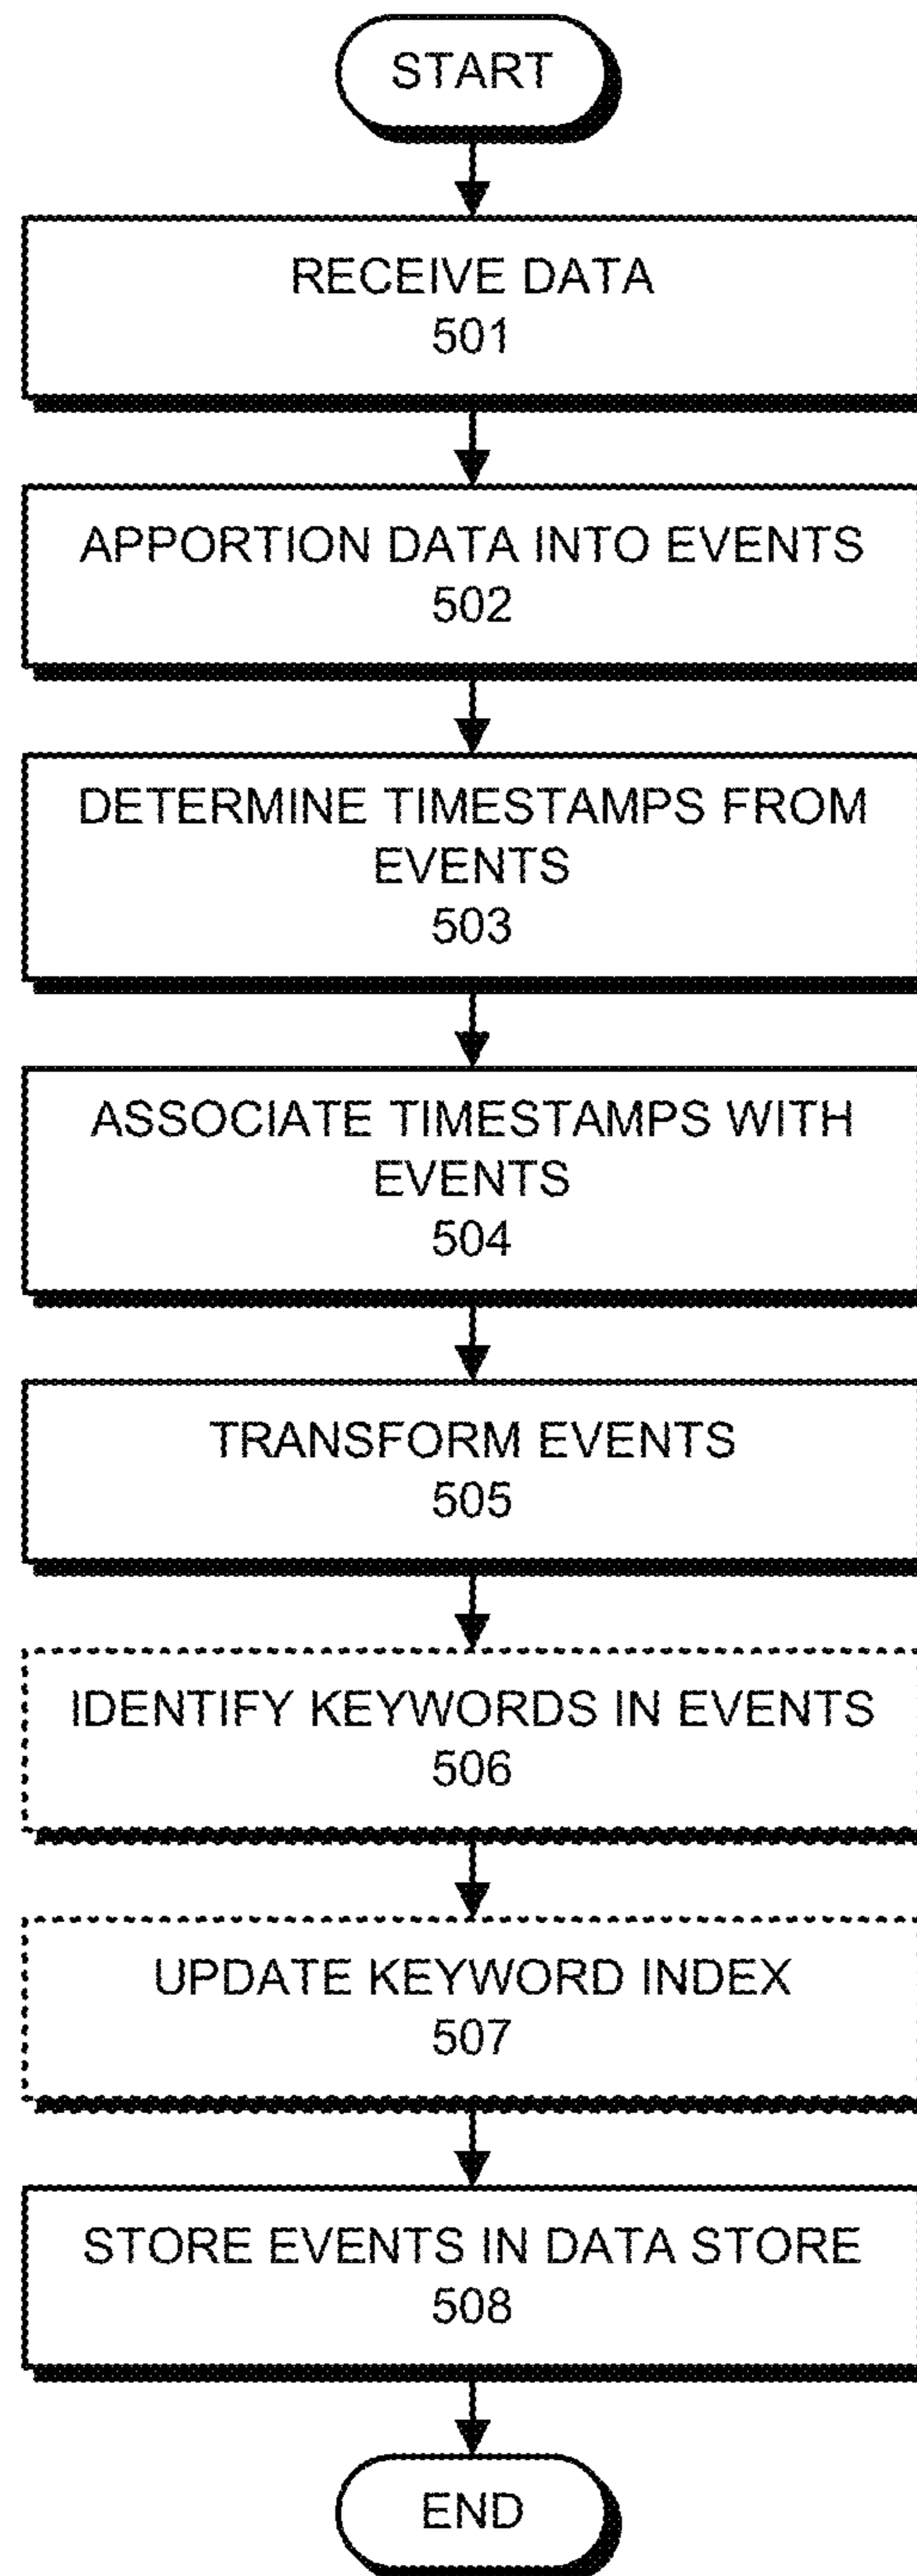 START
RECEIVE DATA
501
APPORTION DATA INTO EVENTS
502
DETERMINE TIMESTAMPS FROM
EVENTS
503
ASSOCIATE TIMESTAMPS WITH
EVENTS
504
TRANSFORM EVENTS
505
IDENTIFY KEYWORDS IN EVENTS
506
UPDATE KEYWORD INDEX
507
STORE EVENTS IN DATA STORE
508
END